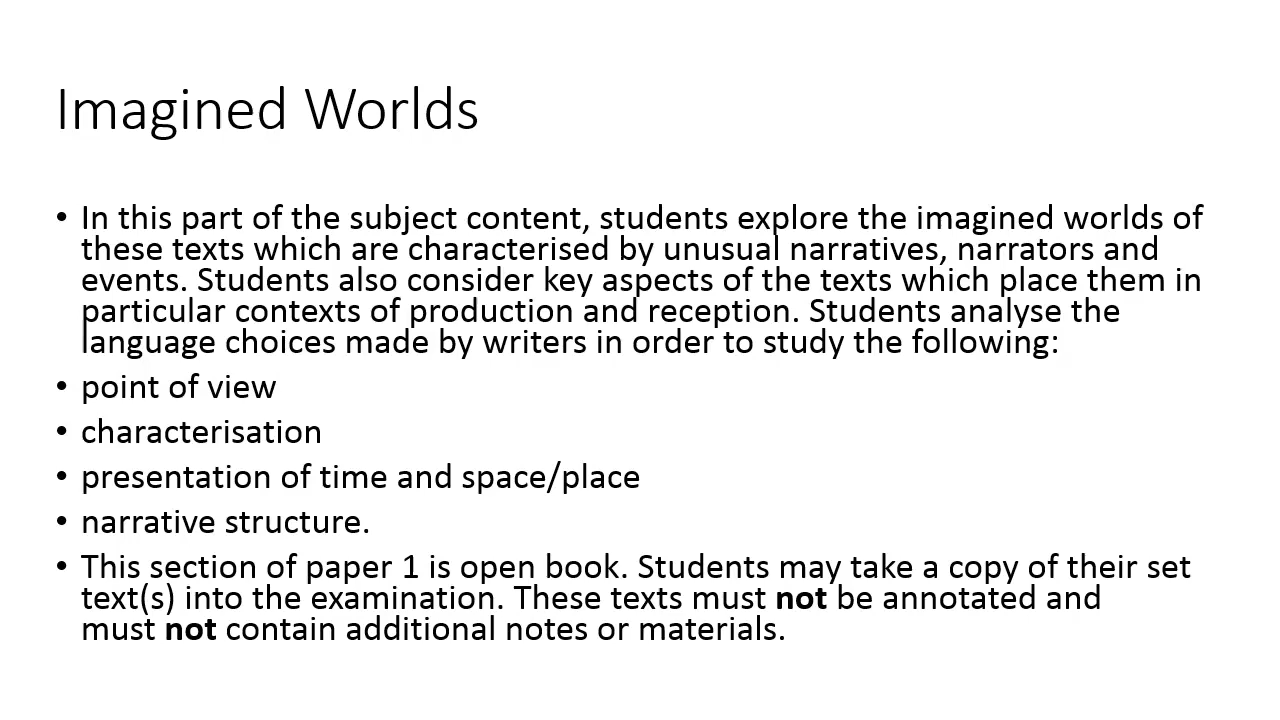 Imagined Worlds
• In this part of the subject content, students explore the imagined worlds of
these texts which are characterised by unusual narratives, narrators and
events. Students also consider key aspects of the texts which place them in
particular contexts of production and reception. Students analyse the
language choices made by writers in order to study the following:
• point of view
• characterisation
• presentation of time and space/place
• narrative structure.
• This section of paper 1 is open book. Students may take a copy of their set
text(s) into the examination. These texts must not be annotated and
must not contain additional notes or materials.